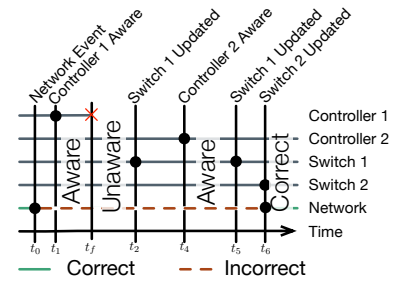 Network Event
Controller 1 Aware
Switch 1 Updated
Controller 2 Aware
Switch 1 Updated
Switch 2 Updated
Controller 1
Controller 2
Switch 1
Switch 2
Network
Time
Aware
Unaware
Aware
Correct
t0 t1 tf t2 t4 t5 t6
Correct Incorrect